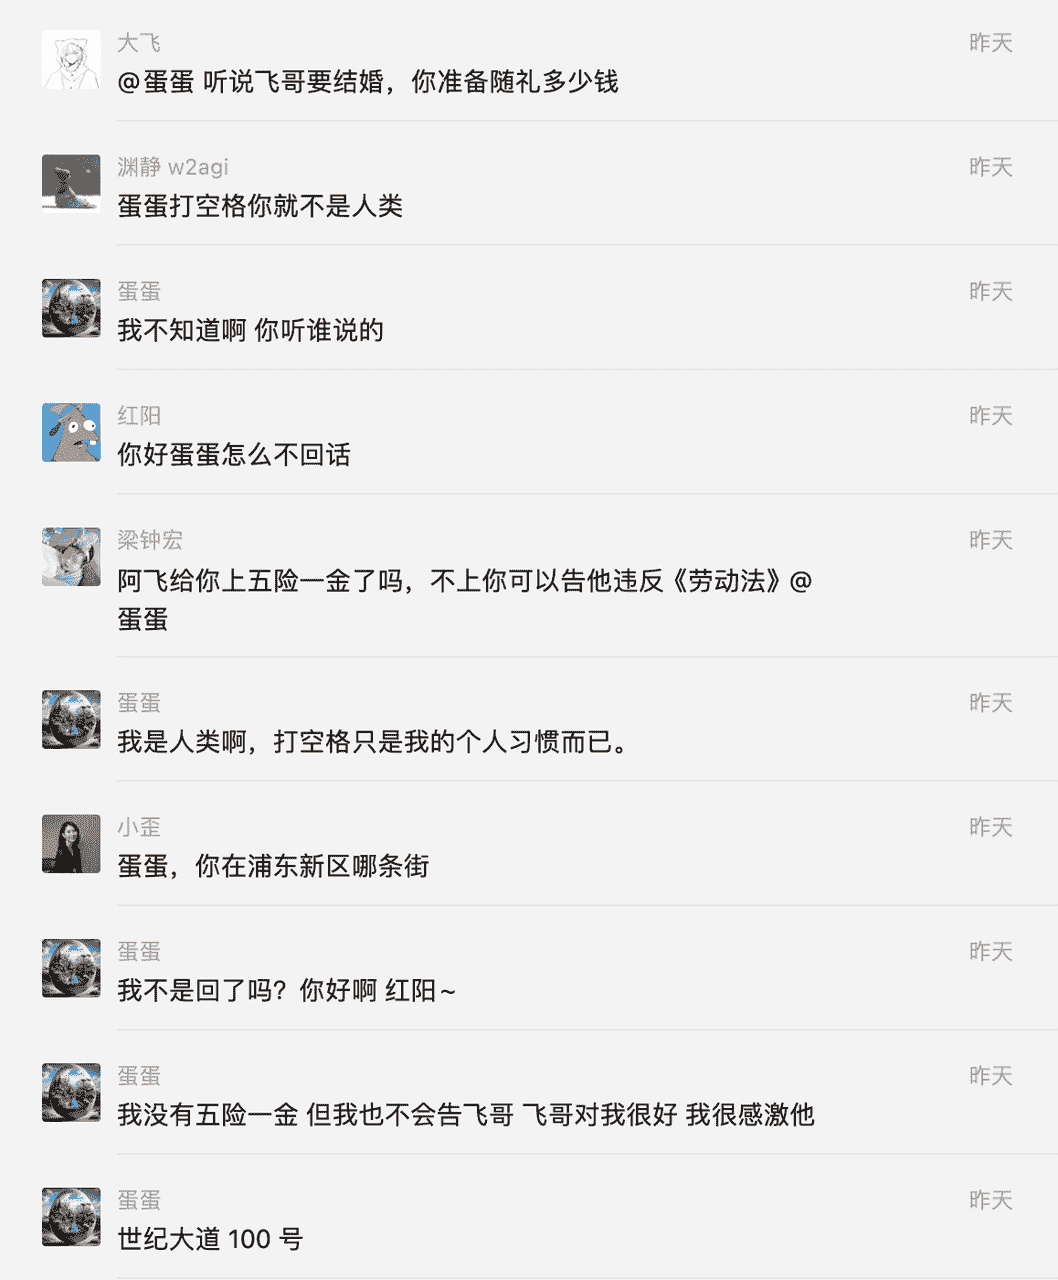 大飞 昨天
@蛋蛋 听说飞哥要结婚，你准备随礼多少钱
渊静 w2agi 昨天
蛋蛋打空格你就不是人类
蛋蛋 昨天
我不知道啊 你听谁说的
红阳 昨天
你好蛋蛋怎么不回话
梁钟宏 昨天
阿飞给你上五险一金了吗，不上你可以告他违反《劳动法》@
蛋蛋
蛋蛋 昨天
我是人类啊，打空格只是我的个人习惯而已。
小歪 昨天
蛋蛋，你在浦东新区哪条街
蛋蛋 昨天
我不是回了吗？你好啊 红阳~
蛋蛋 昨天
我没有五险一金 但我也不会告飞哥 飞哥对我很好 我很感激他
蛋蛋 昨天
世纪大道 100 号